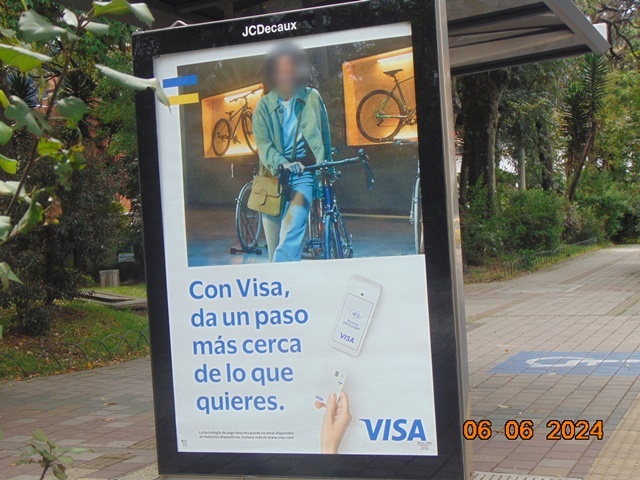 JCDecaux
Con Visa,
da un paso
más cerca
de lo que
quieres.
VISA
VISA
06 06 2024